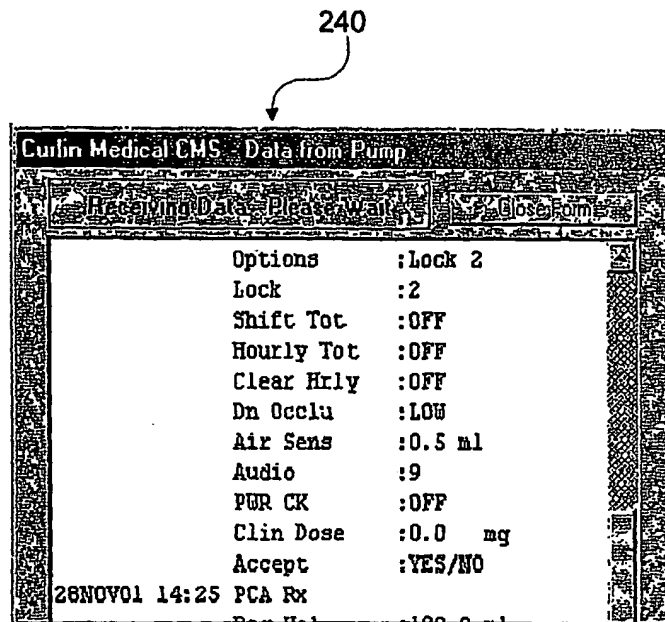 240
Curlin Medical CMS - Data from Pump
Receiving Data - Please Wait Close Form
Options :Lock 2
Lock :2
Shift Tot :OFF
Hourly Tot :OFF
Clear Hrly :OFF
Dn Occlu :LOW
Air Sens :0.5 ml
Audio :9
PWR CK :OFF
Clin Dose :0.0 mg
Accept :YES/NO
28NOV01 14:25 PCA Rx